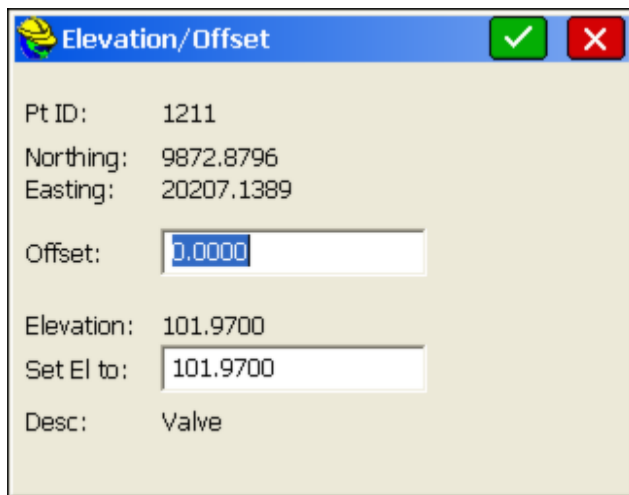 Elevation/Offset
Pt ID: 1211
Northing: 9872.8796
Easting: 20207.1389
Offset: 0.0000
Elevation: 101.9700
Set El to: 101.9700
Desc: Valve